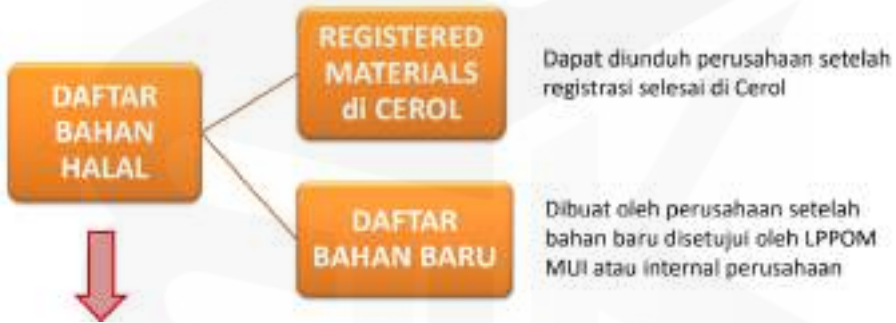 DAFTAR
BAHAN
HALAL
REGISTERED
MATERIALS
di CEROL
Dapat diunduh perusahaan setelah
registrasi selesai di Cerol
DAFTAR
BAHAN BARU
Dibuat oleh perusahaan setelah
bahan baru disetujui oleh LPPOM
MUI atau internal perusahaan